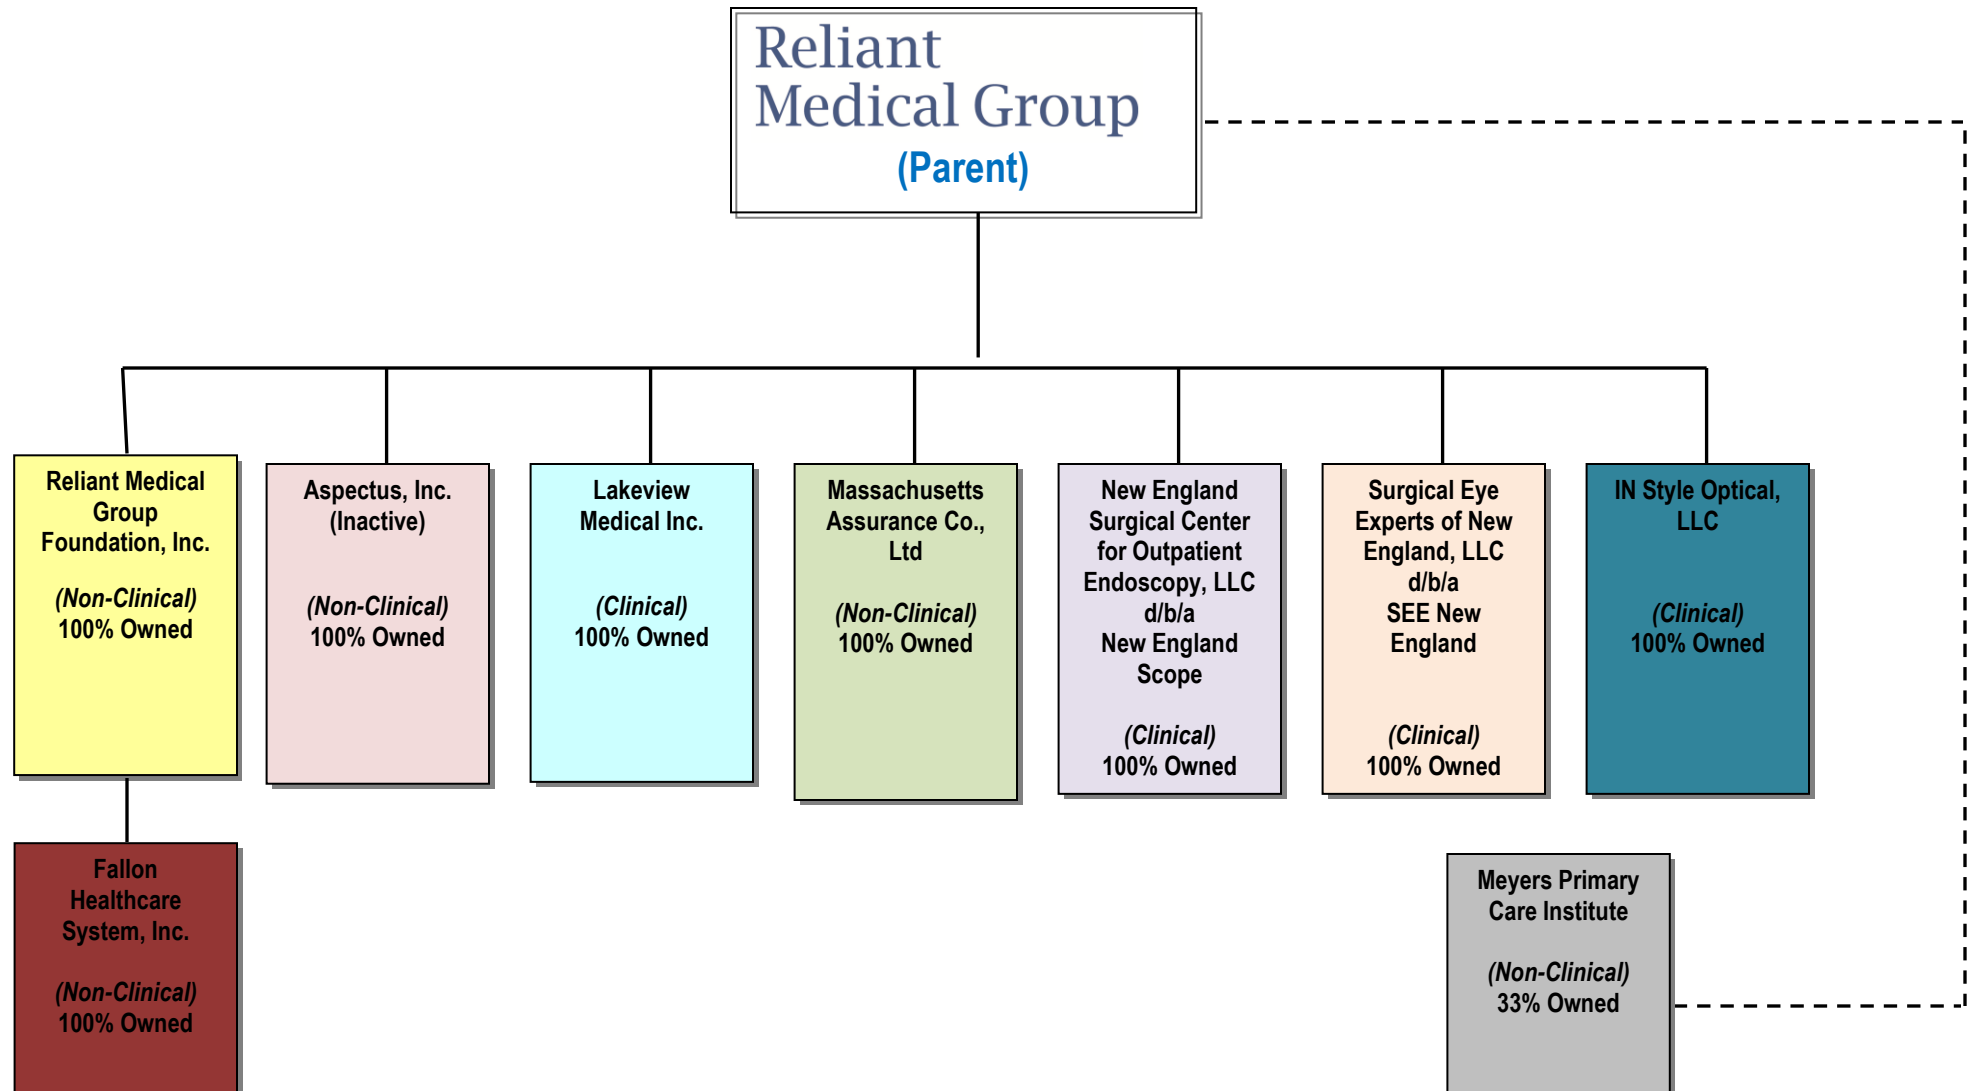 Reliant
Medical Group
(Parent)
Reliant Medical
Group
Foundation, Inc.
(Non-Clinical)
100% Owned
Aspectus, Inc.
(Inactive)
(Non-Clinical)
100% Owned
Lakeview
Medical Inc.
(Clinical)
100% Owned
Massachusetts
Assurance Co.,
Ltd
(Non-Clinical)
100% Owned
New England
Surgical Center
for Outpatient
Endoscopy, LLC
d/b/a
New England
Scope
(Clinical)
100% Owned
Surgical Eye
Experts of New
England, LLC
d/b/a
SEE New
England
(Clinical)
100% Owned
IN Style Optical,
LLC
(Clinical)
100% Owned
Fallon
Healthcare
System, Inc.
(Non-Clinical)
100% Owned
Meyers Primary
Care Institute
(Non-Clinical)
33% Owned